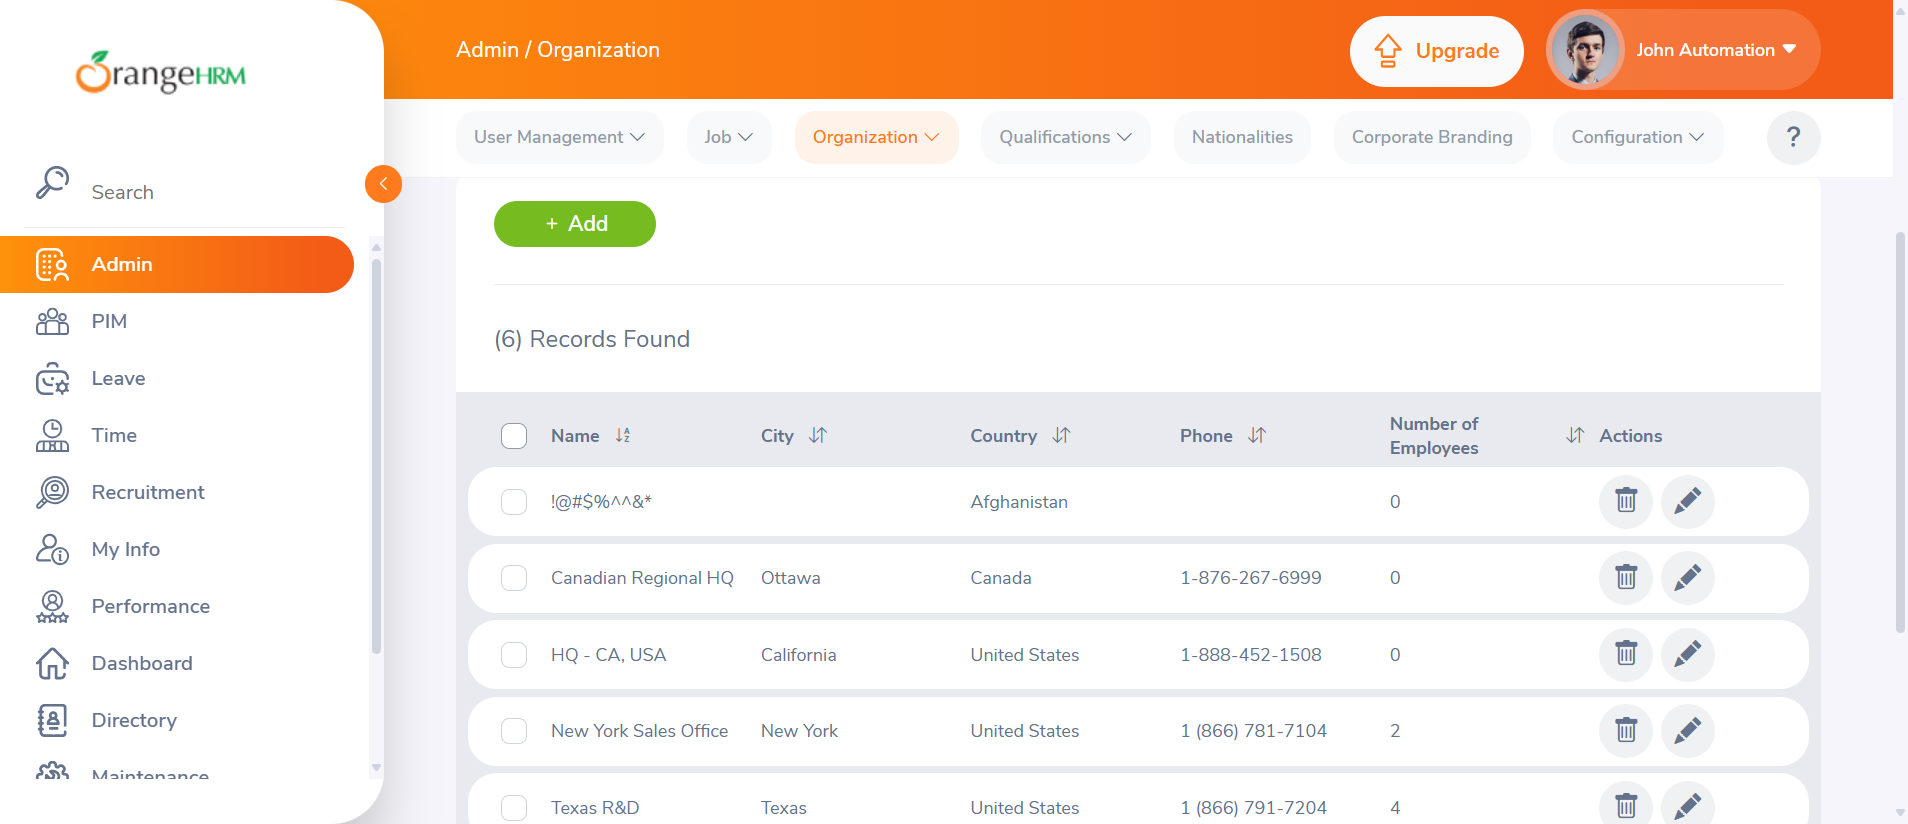 OrangeHRM
Search
Admin
PIM
Leave
Time
Recruitment
My Info
Performance
Dashboard
Directory
Maintenance
Admin / Organization
Upgrade
John Automation
User Management
Job
Organization
Qualifications
Nationalities
Corporate Branding
Configuration
?
+ Add
(6) Records Found
Name City Country Phone Number of Employees Actions
!@#$%^^&* Afghanistan 0
Canadian Regional HQ Ottawa Canada 1-876-267-6999 0
HQ - CA, USA California United States 1-888-452-1508 0
New York Sales Office New York United States 1 (866) 781-7104 2
Texas R&D Texas United States 1 (866) 791-7204 4